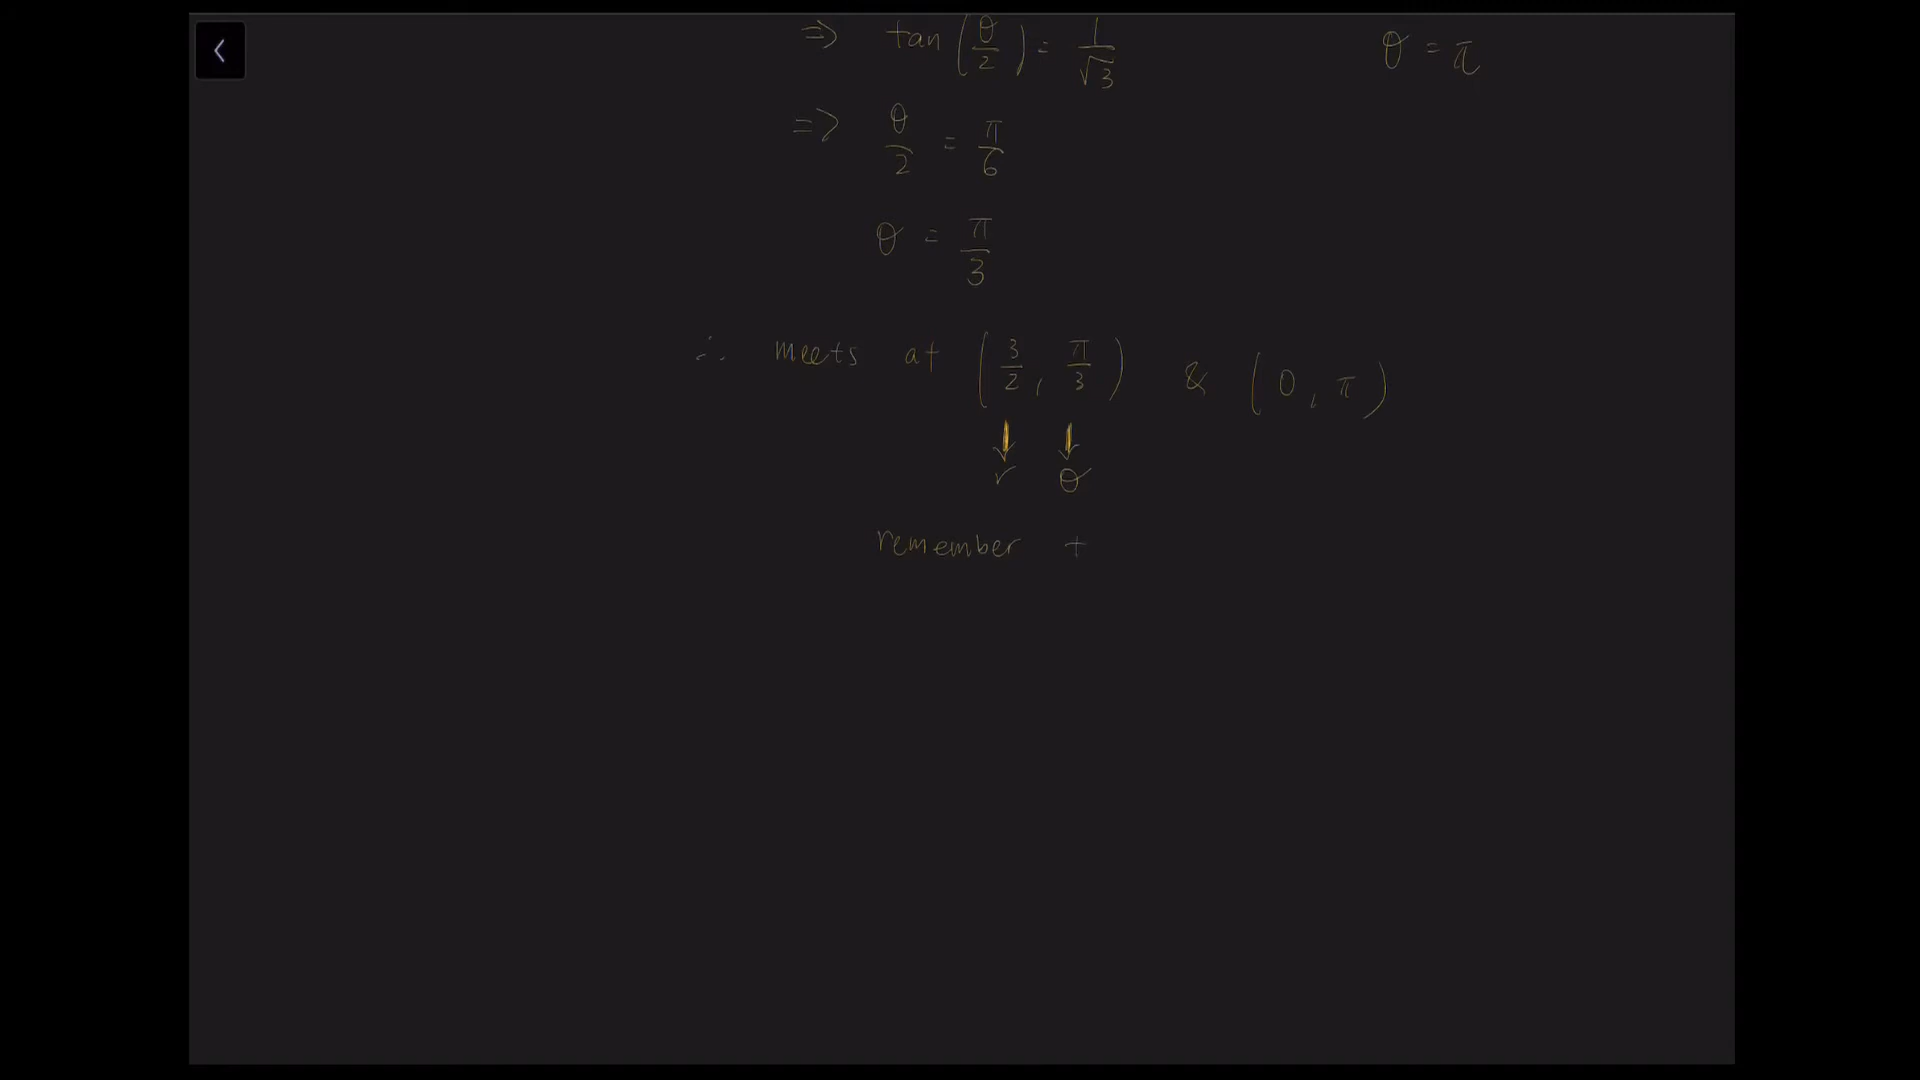 ⇒ tan(θ/2) = 1/√3    θ = π
⇒ θ/2 = π/6
θ = π/3
∴ meets at (3/2, π/3) & (0, π)
↓ ↓
r θ
remember t